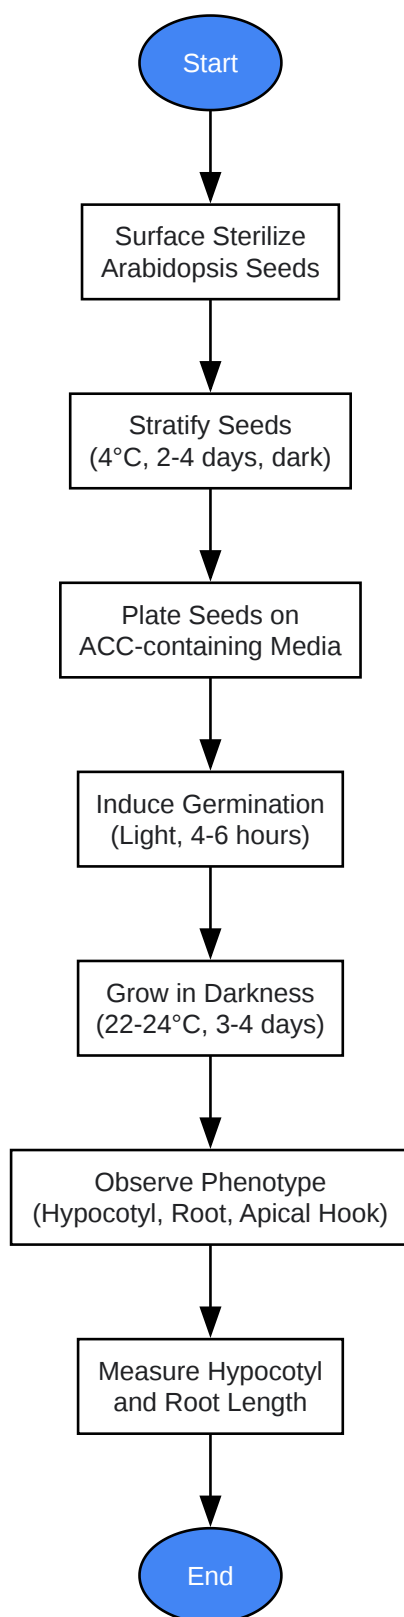 Start
Surface Sterilize
Arabidopsis Seeds
Stratify Seeds
(4°C, 2-4 days, dark)
Plate Seeds on
ACC-containing Media
Induce Germination
(Light, 4-6 hours)
Grow in Darkness
(22-24°C, 3-4 days)
Observe Phenotype
(Hypocotyl, Root, Apical Hook)
Measure Hypocotyl
and Root Length
End